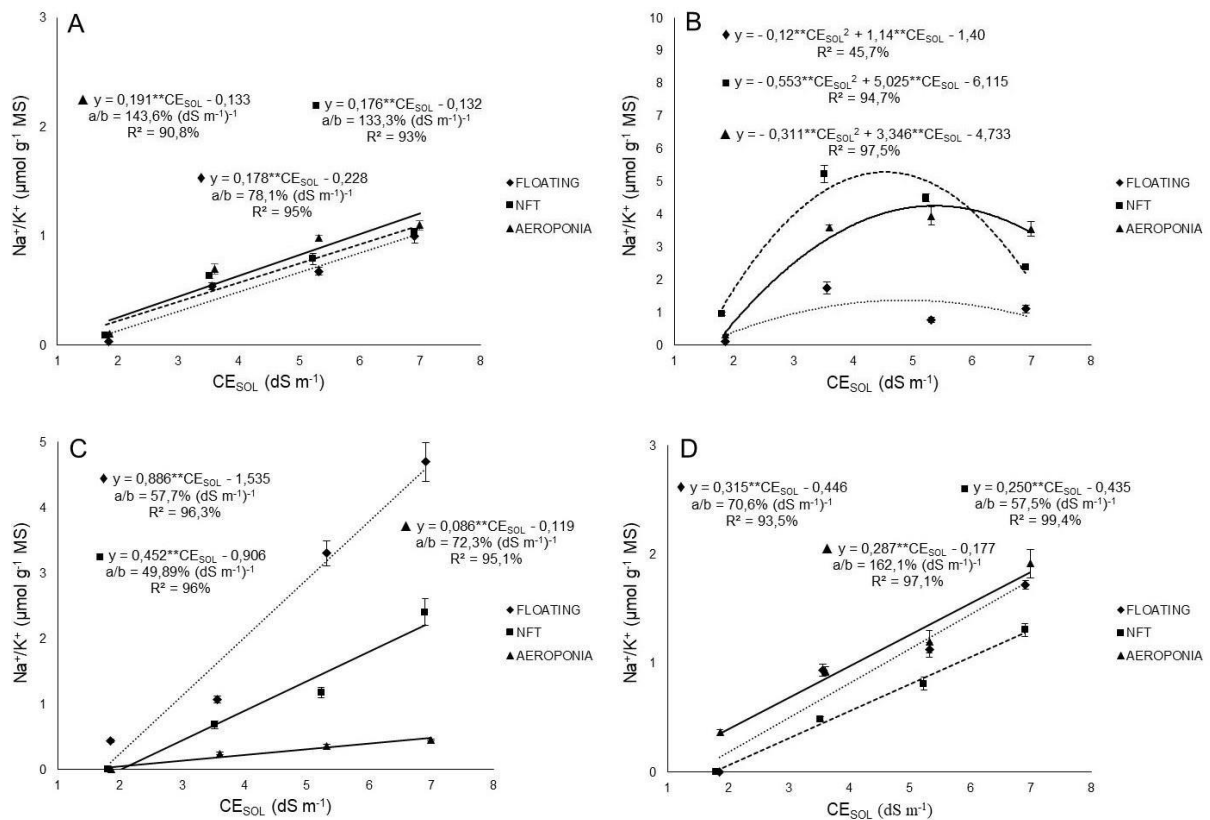 A
Na⁺/K⁺ (µmol g⁻¹ MS)
3
2
1
0
▲ y = 0,191**CE_SOL - 0,133
a/b = 143,6% (dS m⁻¹)⁻¹
R² = 90,8%
■ y = 0,176**CE_SOL - 0,132
a/b = 133,3% (dS m⁻¹)⁻¹
R² = 93%
♦ y = 0,178**CE_SOL - 0,228
a/b = 78,1% (dS m⁻¹)⁻¹
R² = 95%
♦ FLOATING
■ NFT
▲ AEROPONIA
1 2 3 4 5 6 7 8
CE_SOL (dS m⁻¹)
B
Na⁺/K⁺ (µmol g⁻¹ MS)
10
9
8
7
6
5
4
3
2
1
0
♦ y = - 0,12**CE_SOL² + 1,14**CE_SOL - 1,40
R² = 45,7%
■ y = - 0,553**CE_SOL² + 5,025**CE_SOL - 6,115
R² = 94,7%
▲ y = - 0,311**CE_SOL² + 3,346**CE_SOL - 4,733
R² = 97,5%
♦ FLOATING
■ NFT
▲ AEROPONIA
1 2 3 4 5 6 7 8
CE_SOL (dS m⁻¹)
C
Na⁺/K⁺ (µmol g⁻¹ MS)
5
4
3
2
1
0
♦ y = 0,886**CE_SOL - 1,535
a/b = 57,7% (dS m⁻¹)⁻¹
R² = 96,3%
▲ y = 0,086**CE_SOL - 0,119
a/b = 72,3% (dS m⁻¹)⁻¹
R² = 95,1%
■ y = 0,452**CE_SOL - 0,906
a/b = 49,89% (dS m⁻¹)⁻¹
R² = 96%
♦ FLOATING
■ NFT
▲ AEROPONIA
1 2 3 4 5 6 7 8
CE_SOL (dS m⁻¹)
D
Na⁺/K⁺ (µmol g⁻¹ MS)
3
2
1
0
♦ y = 0,315**CE_SOL - 0,446
a/b = 70,6% (dS m⁻¹)⁻¹
R² = 93,5%
■ y = 0,250**CE_SOL - 0,435
a/b = 57,5% (dS m⁻¹)⁻¹
R² = 99,4%
▲ y = 0,287**CE_SOL - 0,177
a/b = 162,1% (dS m⁻¹)⁻¹
R² = 97,1%
♦ FLOATING
■ NFT
▲ AEROPONIA
1 2 3 4 5 6 7 8
CE_SOL (dS m⁻¹)